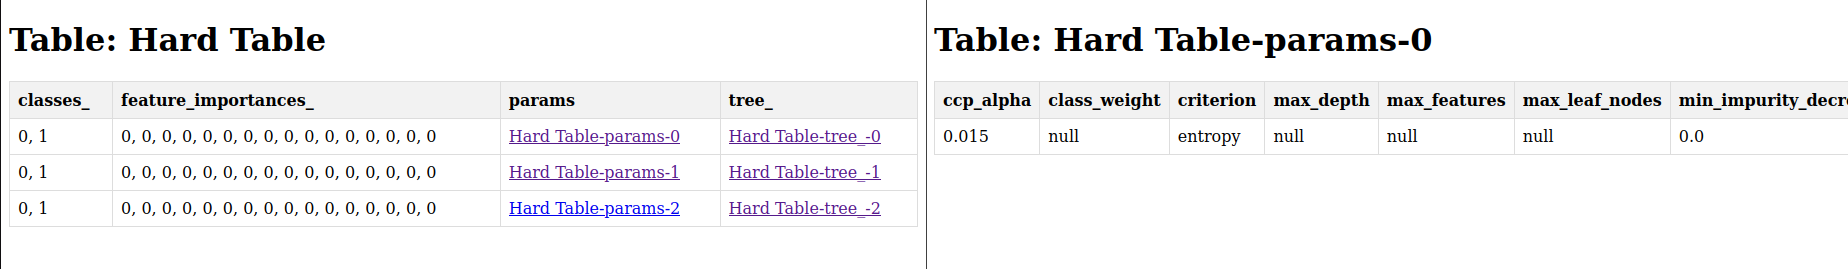 Table: Hard Table
classes_ feature_importances_ params tree_
0, 1 0, 0, 0, 0, 0, 0, 0, 0, 0, 0, 0, 0, 0, 0, 0, 0 Hard Table-params-0 Hard Table-tree_-0
0, 1 0, 0, 0, 0, 0, 0, 0, 0, 0, 0, 0, 0, 0, 0, 0, 0 Hard Table-params-1 Hard Table-tree_-1
0, 1 0, 0, 0, 0, 0, 0, 0, 0, 0, 0, 0, 0, 0, 0, 0, 0 Hard Table-params-2 Hard Table-tree_-2
Table: Hard Table-params-0
ccp_alpha class_weight criterion max_depth max_features max_leaf_nodes min_impurity_decr
0.015 null entropy null null null 0.0